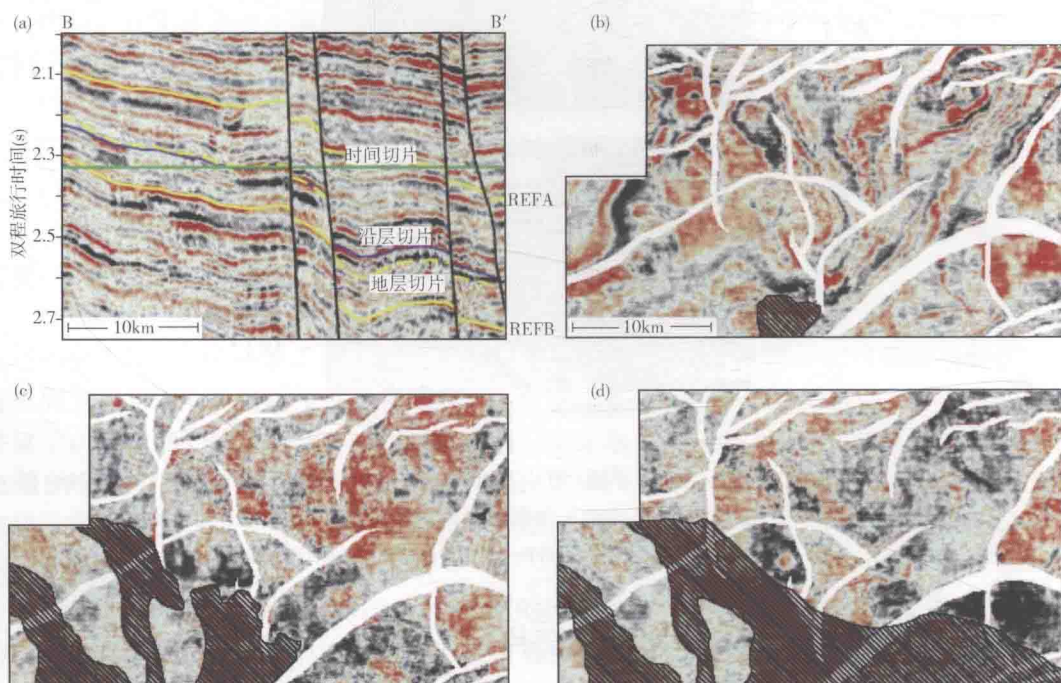 (a)
B
B′
双程旅行时间(s)
2.1
2.3
2.5
2.7
时间切片
沿层切片
地层切片
REFA
REFB
10km
(b)
10km
(c)
(d)